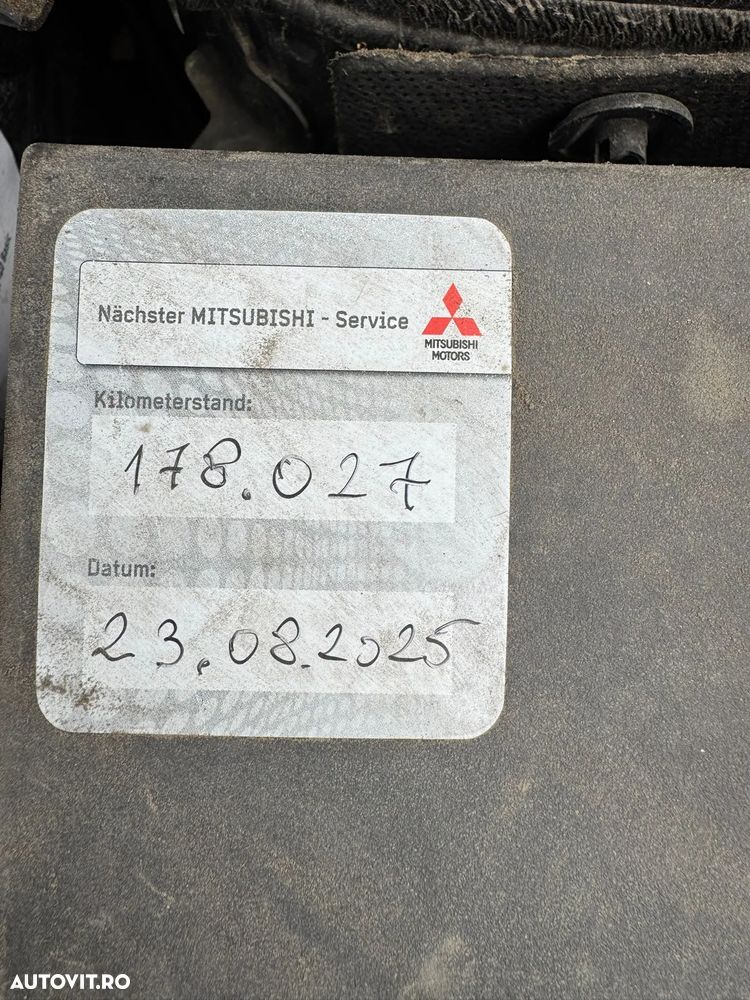 Nächster MITSUBISHI - Service
MITSUBISHI
MOTORS
Kilometerstand:
178.027
Datum:
23.08.2025
AUTOVIT.RO